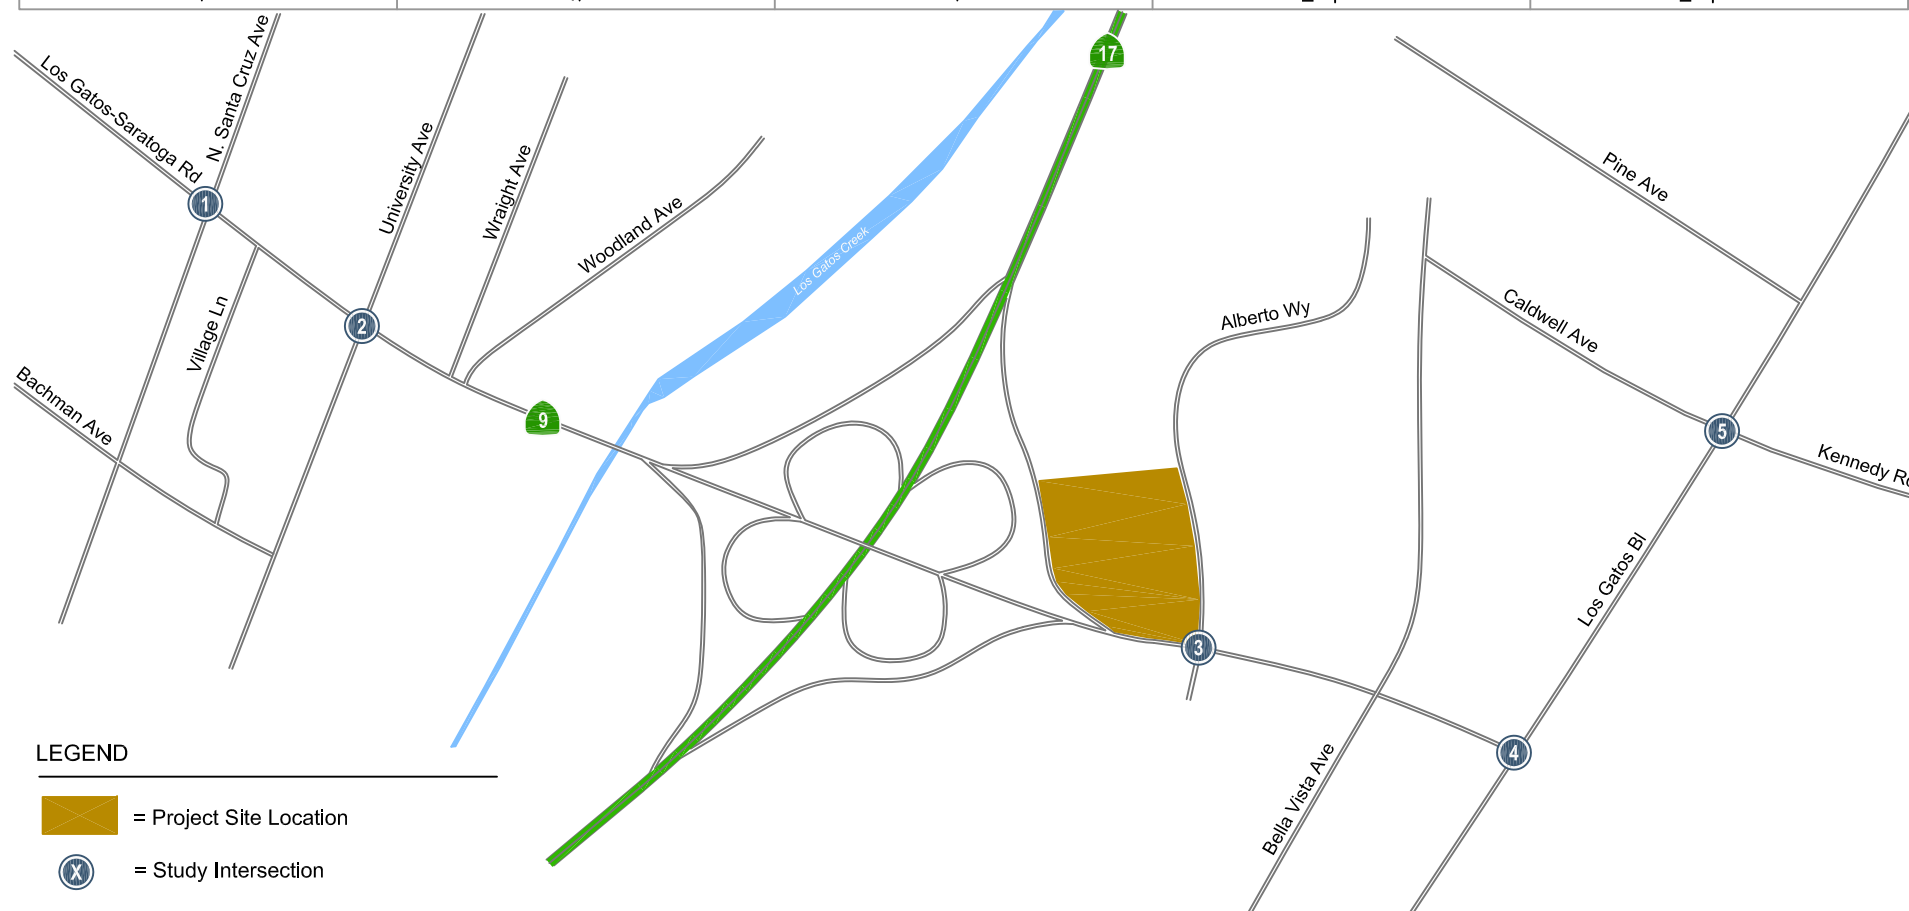 17
N. Santa Cruz Ave
Los Gatos-Saratoga Rd
University Ave
Wraight Ave
Woodland Ave
Los Gatos Creek
Pine Ave
1
2
Village Ln
Bachman Ave
9
Alberto Wy
Caldwell Ave
5
Kennedy R
Los Gatos Bl
3
4
Bella Vista Ave
LEGEND
= Project Site Location
X
= Study Intersection